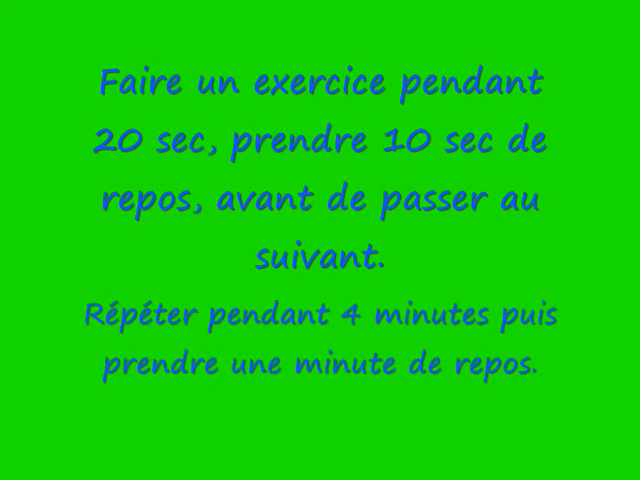 Faire un exercice pendant
20 sec, prendre 10 sec de
repos, avant de passer au
suivant.
Répéter pendant 4 minutes puis
prendre une minute de repos.